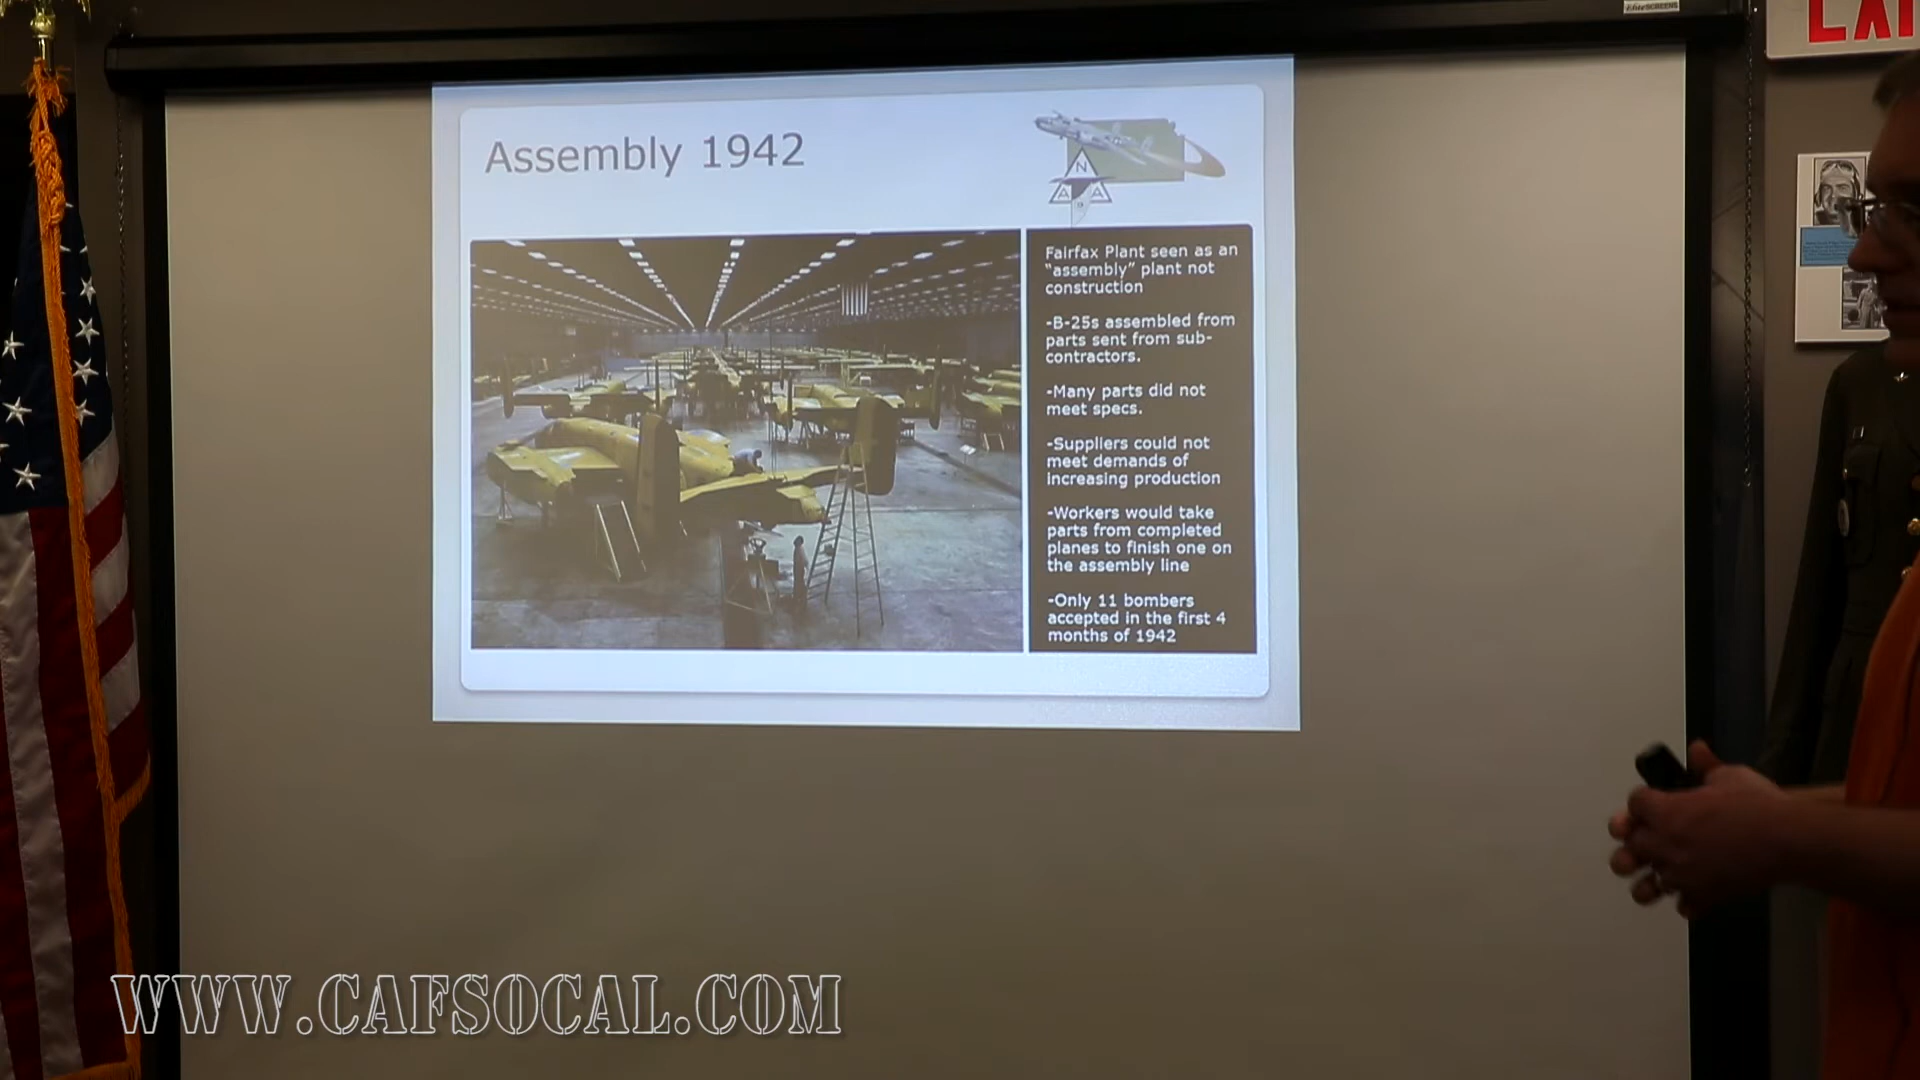 Elite SCREENS
EXI
Assembly 1942
N
A A
Fairfax Plant seen as an
"assembly" plant not
construction
-B-25s assembled from
parts sent from sub-
contractors.
-Many parts did not
meet specs.
-Suppliers could not
meet demands of
increasing production
-Workers would take
parts from completed
planes to finish one on
the assembly line
-Only 11 bombers
accepted in the first 4
months of 1942
WWW.CAFSOCAL.COM